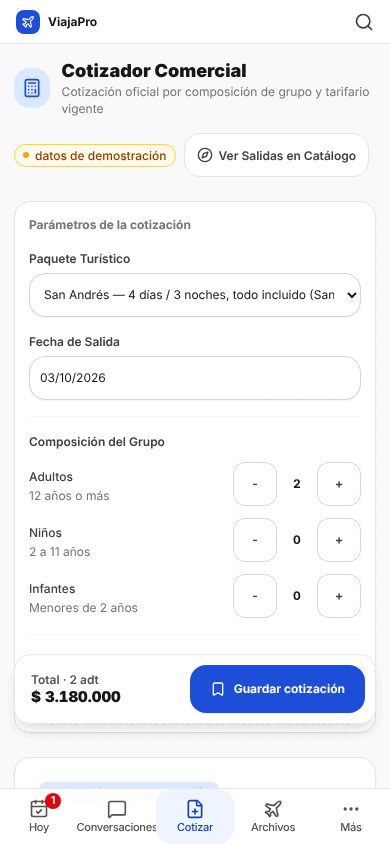 ViajaPro
Cotizador Comercial
Cotización oficial por composición de grupo y tarifario
vigente
datos de demostración
Ver Salidas en Catálogo
Parámetros de la cotización
Paquete Turístico
San Andrés — 4 días / 3 noches, todo incluido (San
Fecha de Salida
03/10/2026
Composición del Grupo
Adultos
12 años o más
- 2 +
Niños
2 a 11 años
- 0 +
Infantes
Menores de 2 años
- 0 +
Total · 2 adt
$ 3.180.000
Guardar cotización
1
Hoy
Conversaciones
Cotizar
Archivos
Más